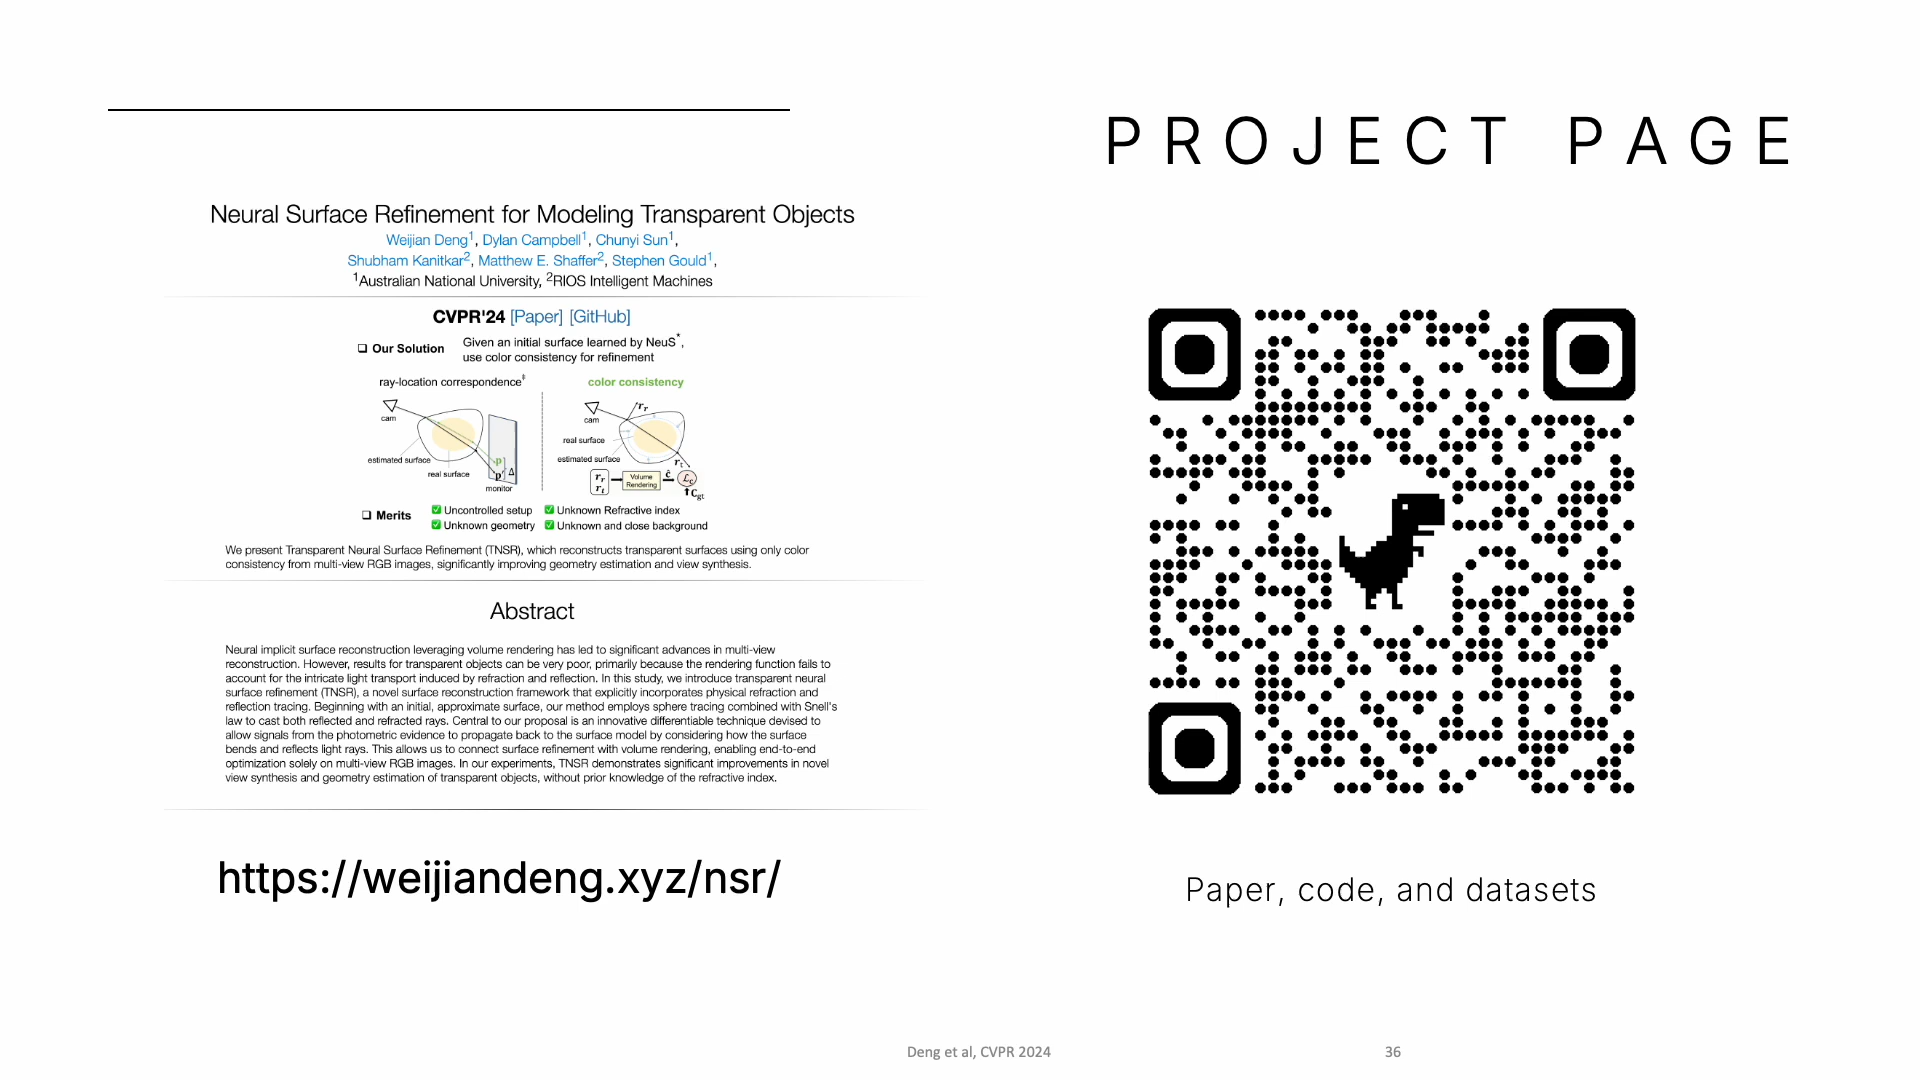 PROJECT PAGE
Neural Surface Refinement for Modeling Transparent Objects
Weijian Deng1, Dylan Campbell1, Chunyi Sun1,
Shubham Kanitkar2, Matthew E. Shaffer2, Stephen Gould1,
1Australian National University, 2RIOS Intelligent Machines
CVPR'24 [Paper] [GitHub]
❑ Our Solution Given an initial surface learned by NeuS*,
use color consistency for refinement
ray-location correspondence‡
color consistency
cam
estimated surface
real surface
p
p' Δ
monitor
cam
r_r
real surface
estimated surface
r_t
r_r
r_t
Volume
Rendering
ĉ
ℒ_c
C_gt
❑ Merits
✅ Uncontrolled setup ✅ Unknown Refractive index
✅ Unknown geometry ✅ Unknown and close background
We present Transparent Neural Surface Refinement (TNSR), which reconstructs transparent surfaces using only color
consistency from multi-view RGB images, significantly improving geometry estimation and view synthesis.
Abstract
Neural implicit surface reconstruction leveraging volume rendering has led to significant advances in multi-view
reconstruction. However, results for transparent objects can be very poor, primarily because the rendering function fails to
account for the intricate light transport induced by refraction and reflection. In this study, we introduce transparent neural
surface refinement (TNSR), a novel surface reconstruction framework that explicitly incorporates physical refraction and
reflection tracing. Beginning with an initial, approximate surface, our method employs sphere tracing combined with Snell's
law to cast both reflected and refracted rays. Central to our proposal is an innovative differentiable technique devised to
allow signals from the photometric evidence to propagate back to the surface model by considering how the surface
bends and reflects light rays. This allows us to connect surface refinement with volume rendering, enabling end-to-end
optimization solely on multi-view RGB images. In our experiments, TNSR demonstrates significant improvements in novel
view synthesis and geometry estimation of transparent objects, without prior knowledge of the refractive index.
https://weijiandeng.xyz/nsr/
Paper, code, and datasets
Deng et al, CVPR 2024
36